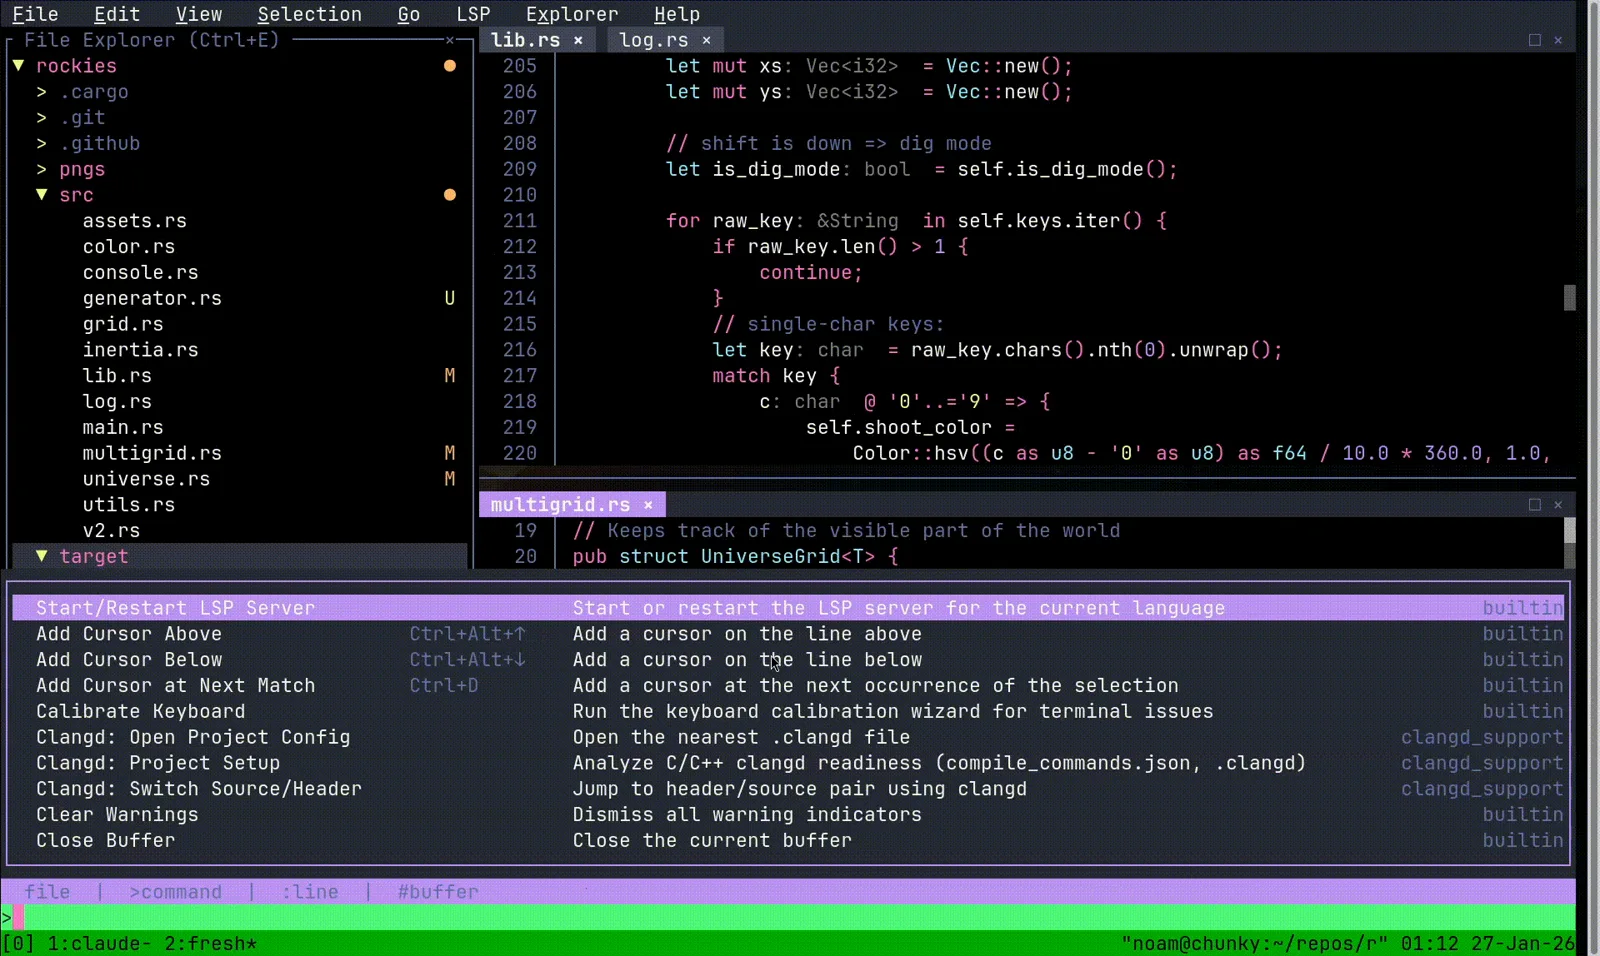 File Edit View Selection Go LSP Explorer Help
File Explorer (Ctrl+E) ×
▼ rockies ●
> .cargo
> .git
> .github
> pngs
▼ src ●
assets.rs
color.rs
console.rs
generator.rs U
grid.rs
inertia.rs
lib.rs M
log.rs
main.rs
multigrid.rs M
universe.rs M
utils.rs
v2.rs
▼ target
lib.rs × log.rs × □ ×
205 let mut xs: Vec<i32> = Vec::new();
206 let mut ys: Vec<i32> = Vec::new();
207
208 // shift is down => dig mode
209 let is_dig_mode: bool = self.is_dig_mode();
210
211 for raw_key: &String in self.keys.iter() {
212 if raw_key.len() > 1 {
213 continue;
214 }
215 // single-char keys:
216 let key: char = raw_key.chars().nth(0).unwrap();
217 match key {
218 c: char @ '0'..='9' => {
219 self.shoot_color =
220 Color::hsv((c as u8 - '0' as u8) as f64 / 10.0 * 360.0, 1.0,
multigrid.rs × □ ×
19 // Keeps track of the visible part of the world
20 pub struct UniverseGrid<T> {
Start/Restart LSP Server Start or restart the LSP server for the current language builtin
Add Cursor Above Ctrl+Alt+↑ Add a cursor on the line above builtin
Add Cursor Below Ctrl+Alt+↓ Add a cursor on the line below builtin
Add Cursor at Next Match Ctrl+D Add a cursor at the next occurrence of the selection builtin
Calibrate Keyboard Run the keyboard calibration wizard for terminal issues builtin
Clangd: Open Project Config Open the nearest .clangd file clangd_support
Clangd: Project Setup Analyze C/C++ clangd readiness (compile_commands.json, .clangd) clangd_support
Clangd: Switch Source/Header Jump to header/source pair using clangd clangd_support
Clear Warnings Dismiss all warning indicators builtin
Close Buffer Close the current buffer builtin
file | >command | :line | #buffer
>
[0] 1:claude- 2:fresh* "noam@chunky:~/repos/r" 01:12 27-Jan-26